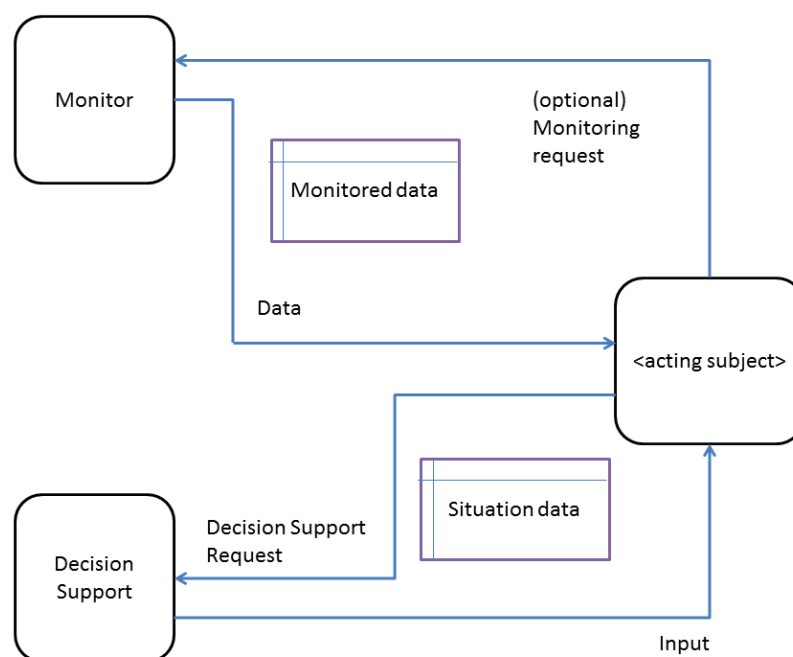 Monitor
(optional)
Monitoring
request
Monitored data
Data
<acting subject>
Situation data
Decision Support
Request
Decision
Support
Input